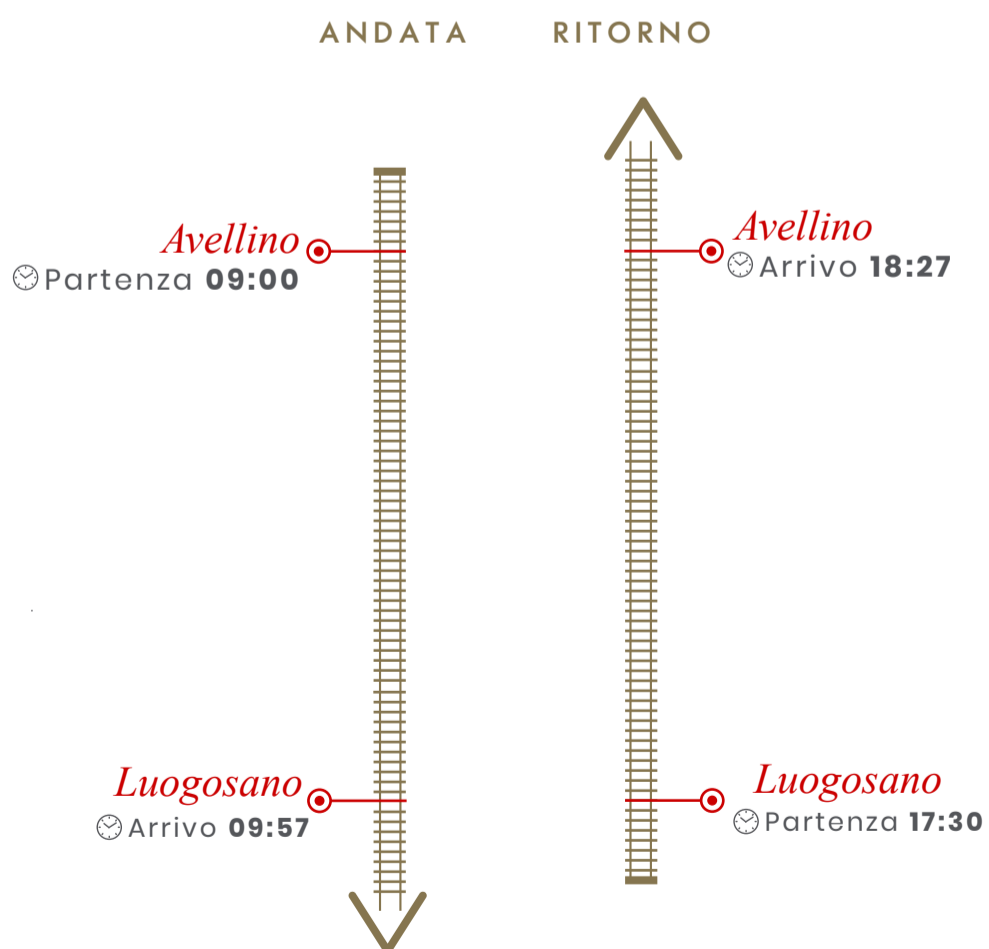 ANDATA
Avellino
Partenza 09:00
Luogosano
Arrivo 09:57
RITORNO
Avellino
Arrivo 18:27
Luogosano
Partenza 17:30